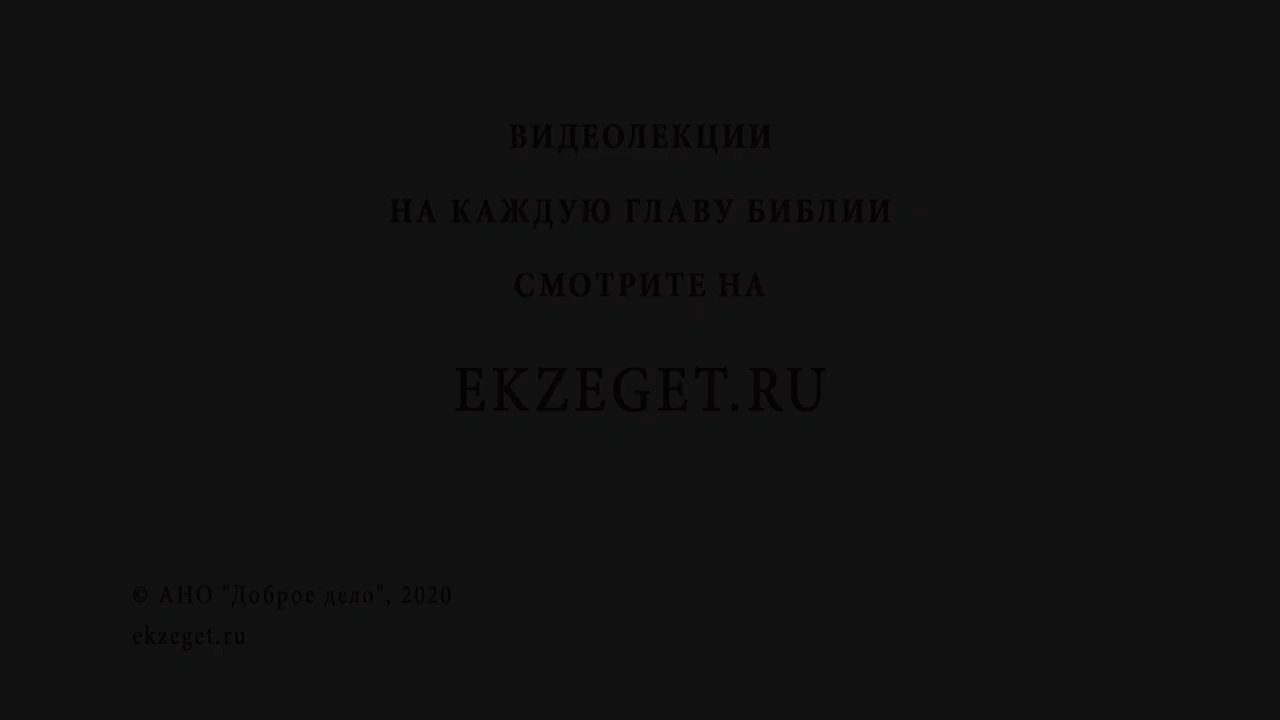 ВИДЕОЛЕКЦИИ
НА КАЖДУЮ ГЛАВУ БИБЛИИ
СМОТРИТЕ НА
EKZEGET.RU
© АНО "Доброе дело", 2020
ekzeget.ru